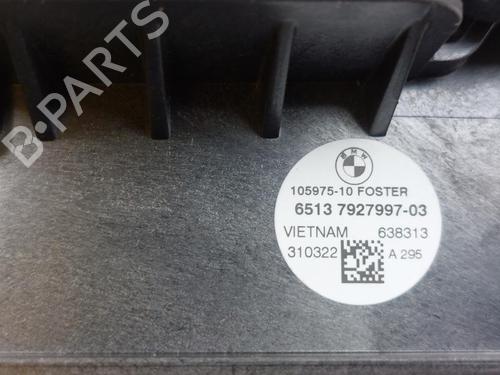 B-PARTS
BMW
105975-10 FOSTER
6513 7927997-03
VIETNAM 638313
310322 A 295